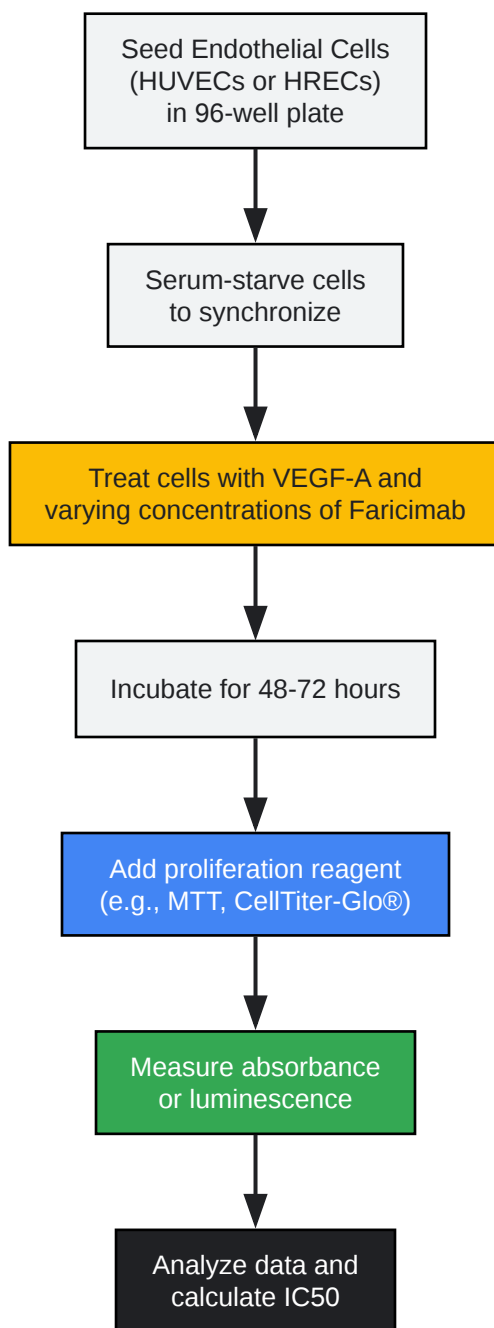 Seed Endothelial Cells
(HUVECs or HRECs)
in 96-well plate
Serum-starve cells
to synchronize
Treat cells with VEGF-A and
varying concentrations of Faricimab
Incubate for 48-72 hours
Add proliferation reagent
(e.g., MTT, CellTiter-Glo®)
Measure absorbance
or luminescence
Analyze data and
calculate IC50